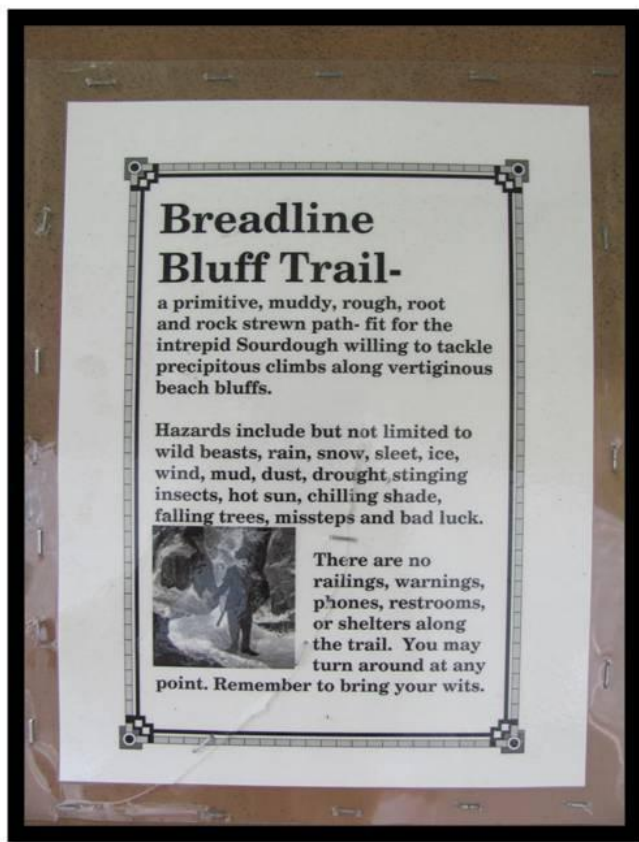 Breadline
Bluff Trail-
a primitive, muddy, rough, root
and rock strewn path- fit for the
intrepid Sourdough willing to tackle
precipitous climbs along vertiginous
beach bluffs.
Hazards include but not limited to
wild beasts, rain, snow, sleet, ice,
wind, mud, dust, drought, stinging
insects, hot sun, chilling shade,
falling trees, missteps and bad luck.
There are no
railings, warnings,
phones, restrooms,
or shelters along
the trail. You may
turn around at any
point. Remember to bring your wits.